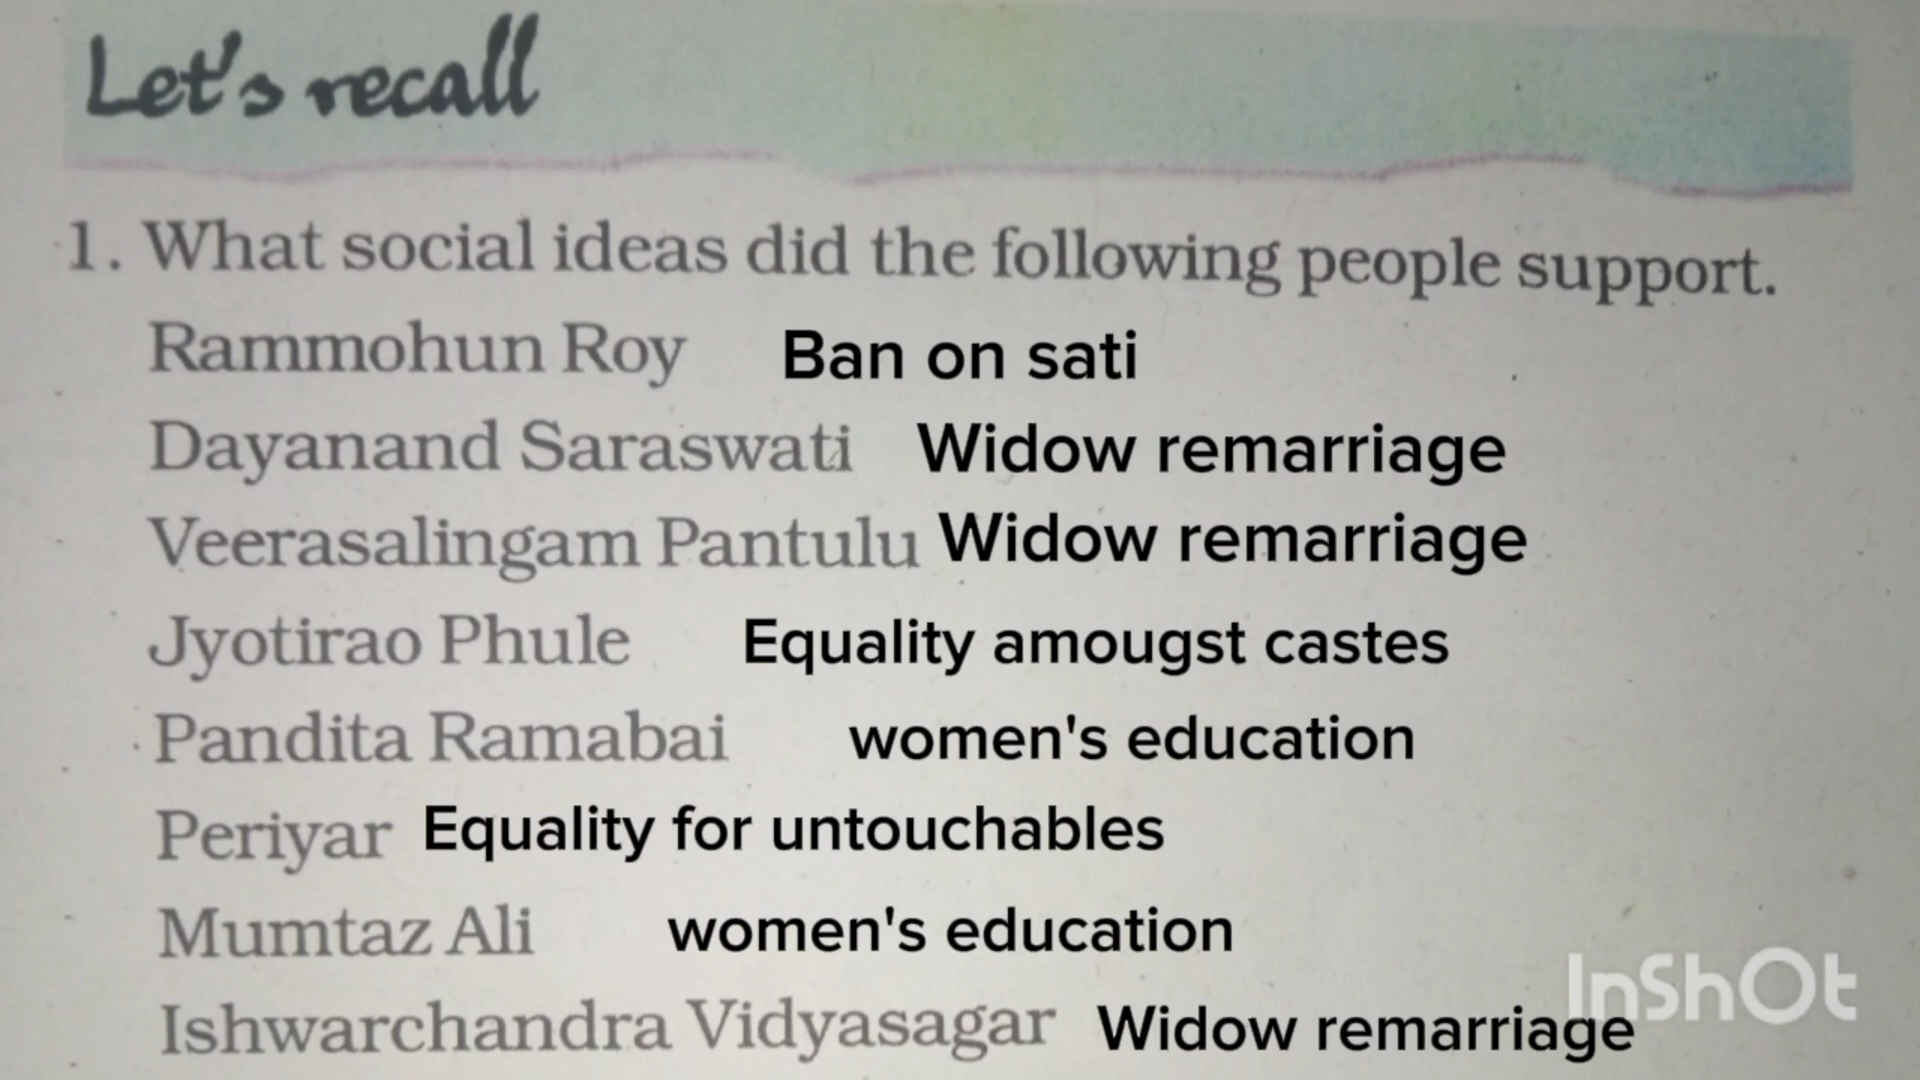 Let's recall
1. What social ideas did the following people support.
Rammohun Roy Ban on sati
Dayanand Saraswati Widow remarriage
Veerasalingam Pantulu Widow remarriage
Jyotirao Phule Equality amougst castes
Pandita Ramabai women's education
Periyar Equality for untouchables
Mumtaz Ali women's education
Ishwarchandra Vidyasagar Widow remarriage
InShOt